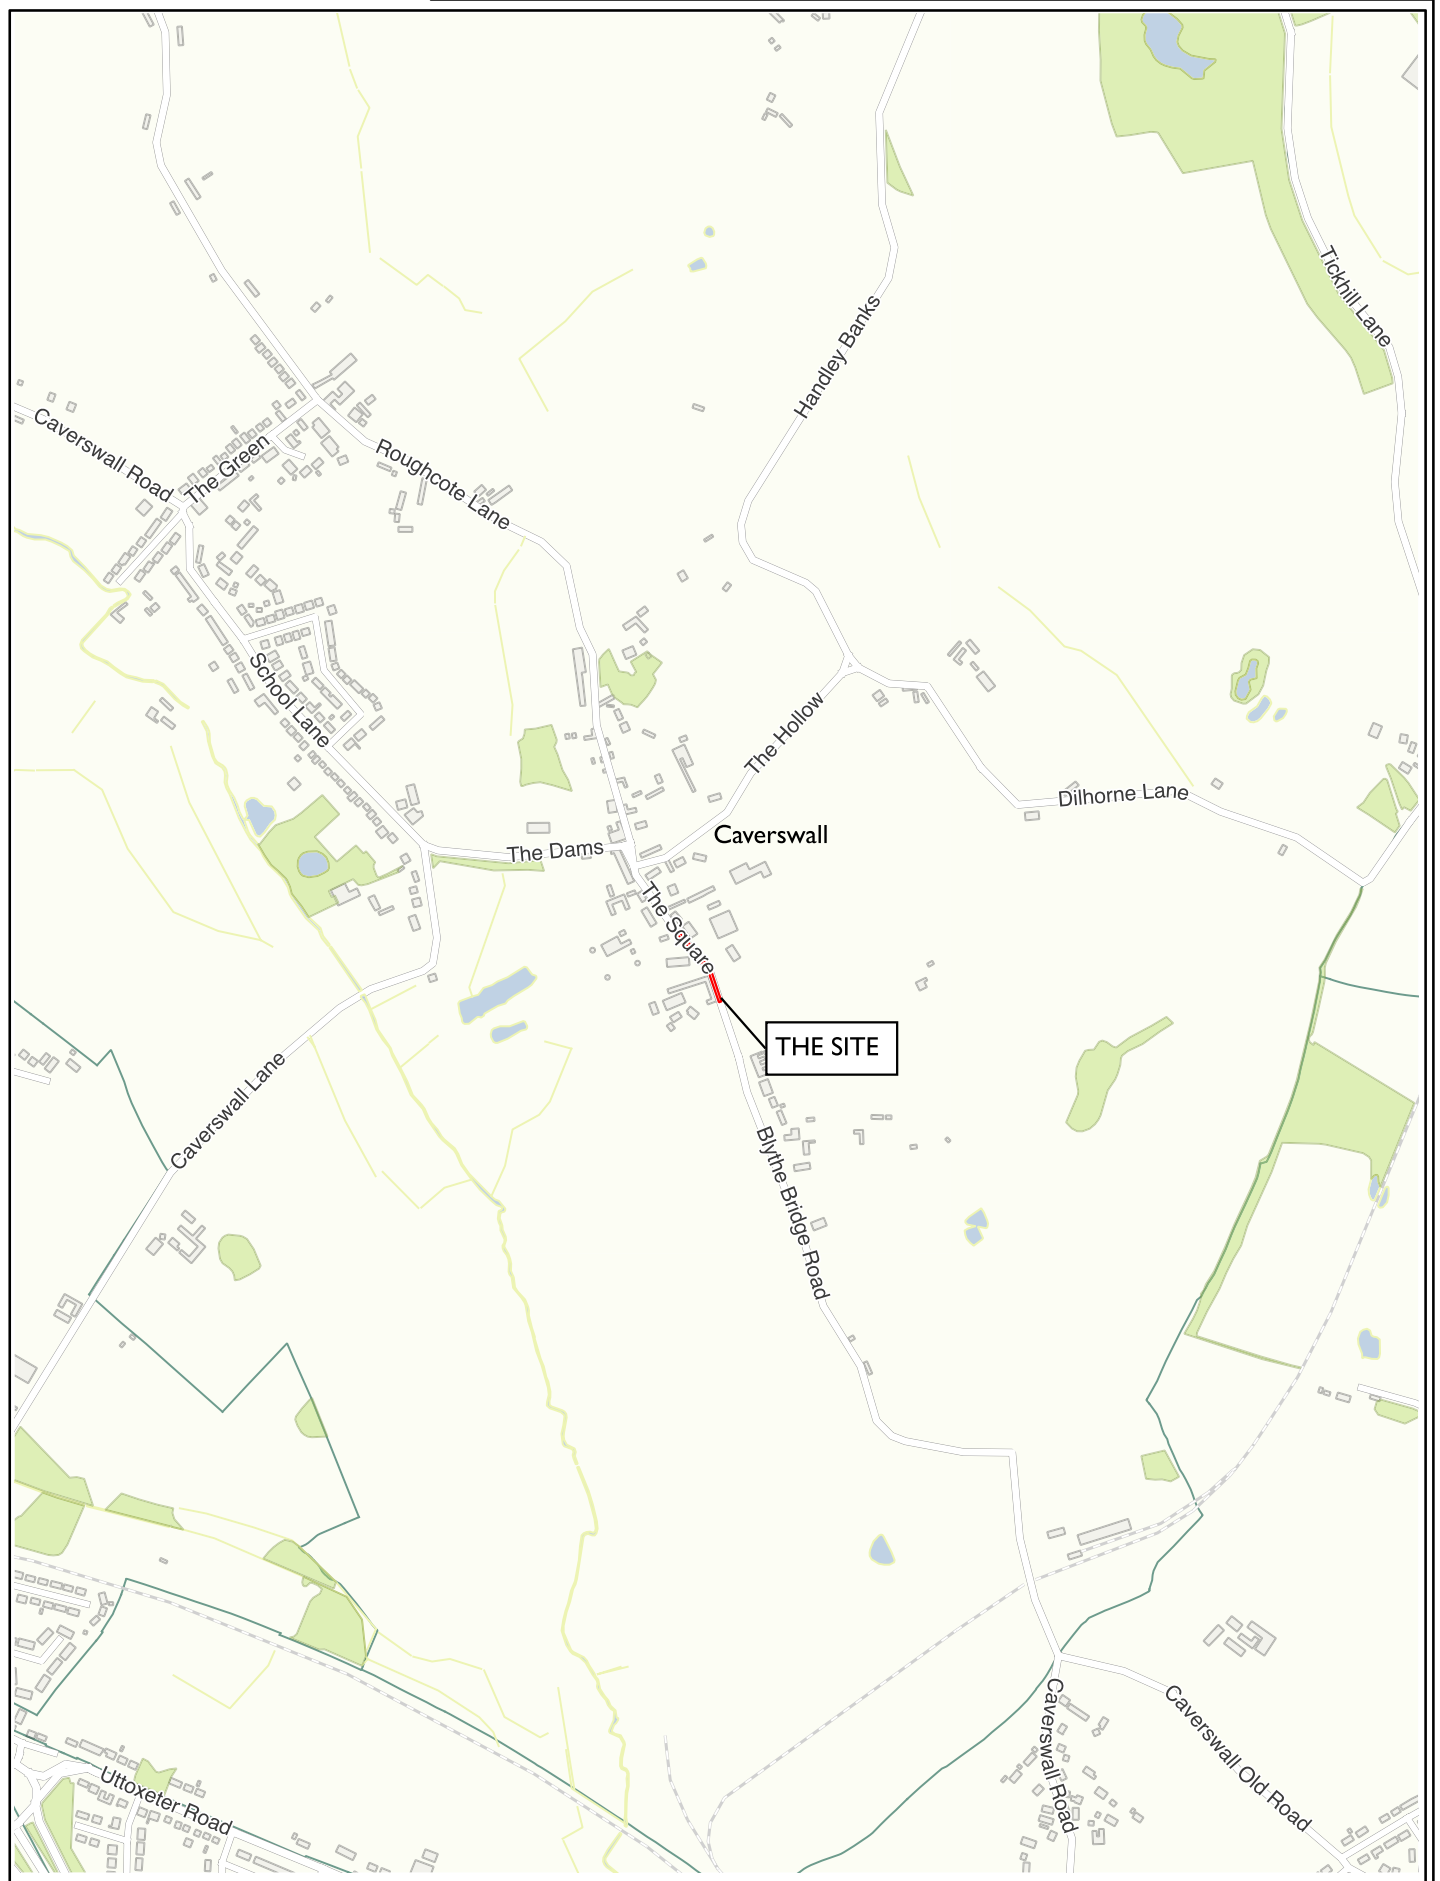 Tickhill Lane
Handley Banks
Caverswall Road
The Green
Roughcote Lane
School Lane
The Hollow
Dilhorne Lane
Caverswall
The Dams
The Square
THE SITE
Caverswall Lane
Blythe Bridge Road
Caverswall Road
Caverswall Old Road
Uttoxeter Road